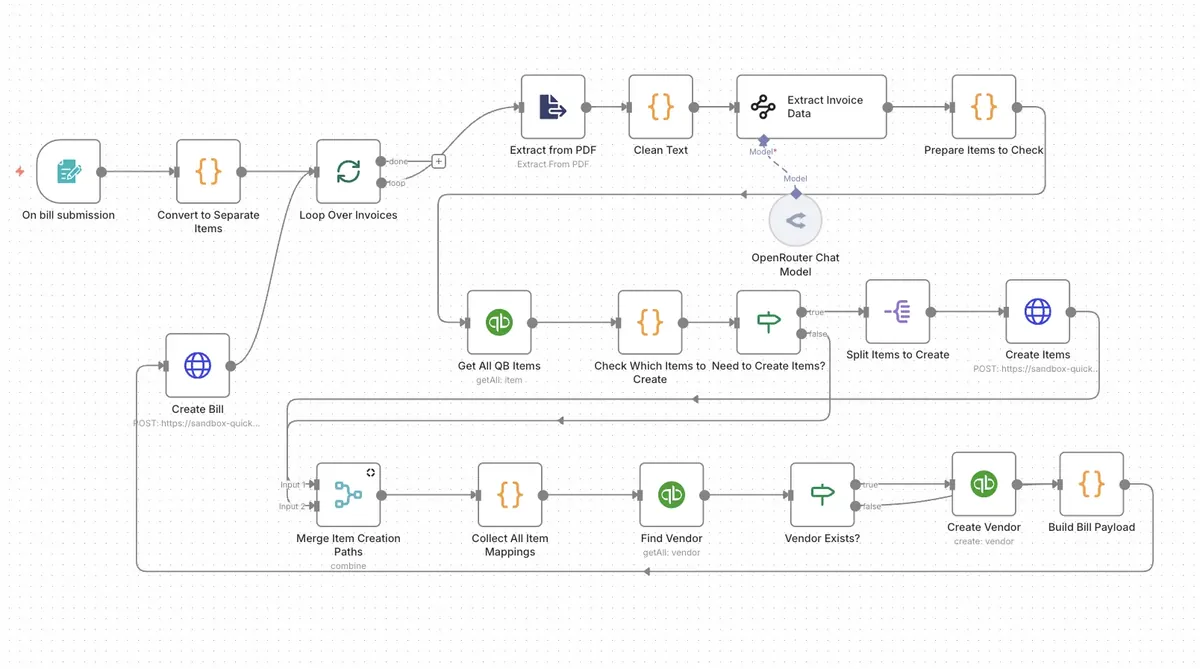 Extract from PDF
Extract From PDF
Clean Text
Extract Invoice
Data
Model*
Model
OpenRouter Chat
Model
Prepare Items to Check
On bill submission
Convert to Separate
Items
Loop Over Invoices
done
loop
Get All QB Items
getAll: item
Check Which Items to
Create
Need to Create Items?
true
false
Split Items to Create
Create Items
POST: https://sandbox-quick...
Create Bill
POST: https://sandbox-quick...
Input 1
Input 2
Merge Item Creation
Paths
combine
Collect All Item
Mappings
Find Vendor
getAll: vendor
Vendor Exists?
true
false
Create Vendor
create: vendor
Build Bill Payload
qb
qb
qb